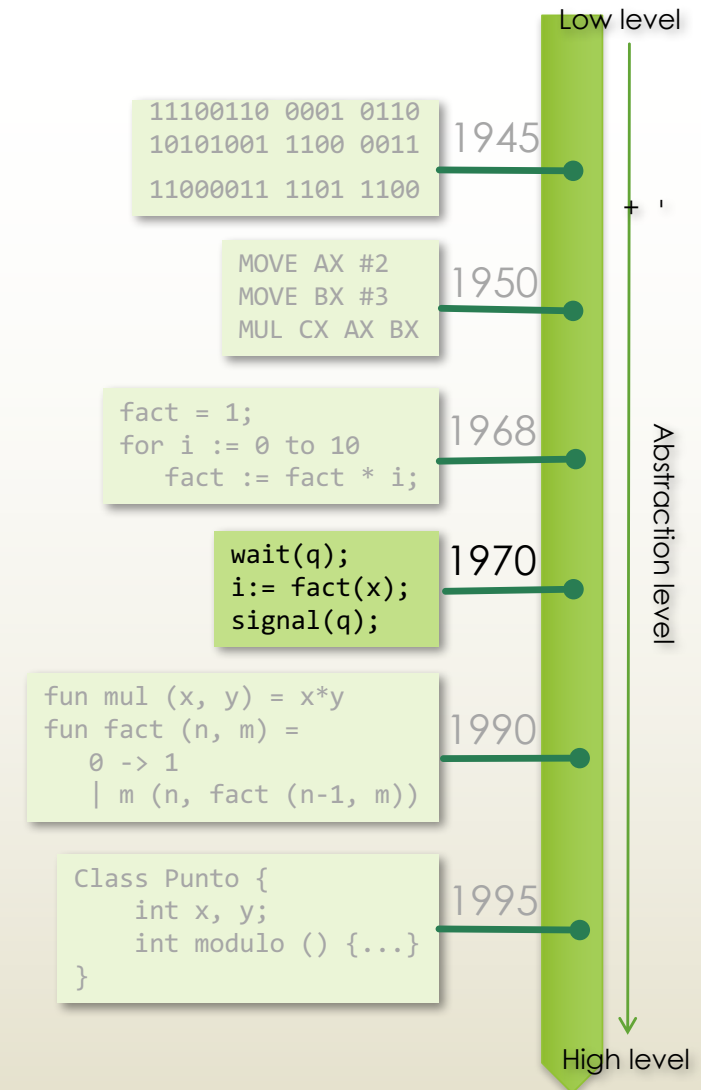 Low level
11100110 0001 0110
10101001 1100 0011
11000011 1101 1100
1945
+ -
MOVE AX #2
MOVE BX #3
MUL CX AX BX
1950
fact = 1;
for i := 0 to 10
fact := fact * i;
1968
Abstraction level
wait(q);
i:= fact(x);
signal(q);
1970
fun mul (x, y) = x*y
fun fact (n, m) =
0 -> 1
| m (n, fact (n-1, m))
1990
Class Punto {
int x, y;
int modulo () {...}
}
1995
High level